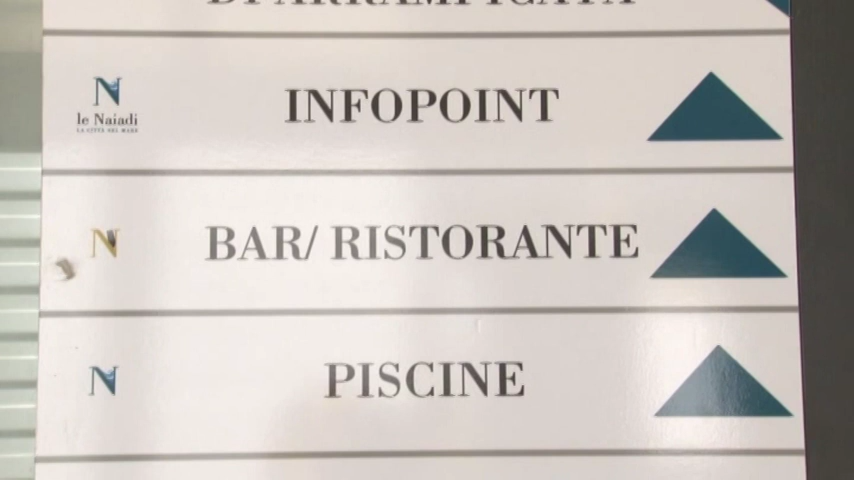 DI ARRAMPICATA
INFOPOINT
N
le Naiadi
LA CITTÀ DEL MARE
N
BAR/ RISTORANTE
N
PISCINE